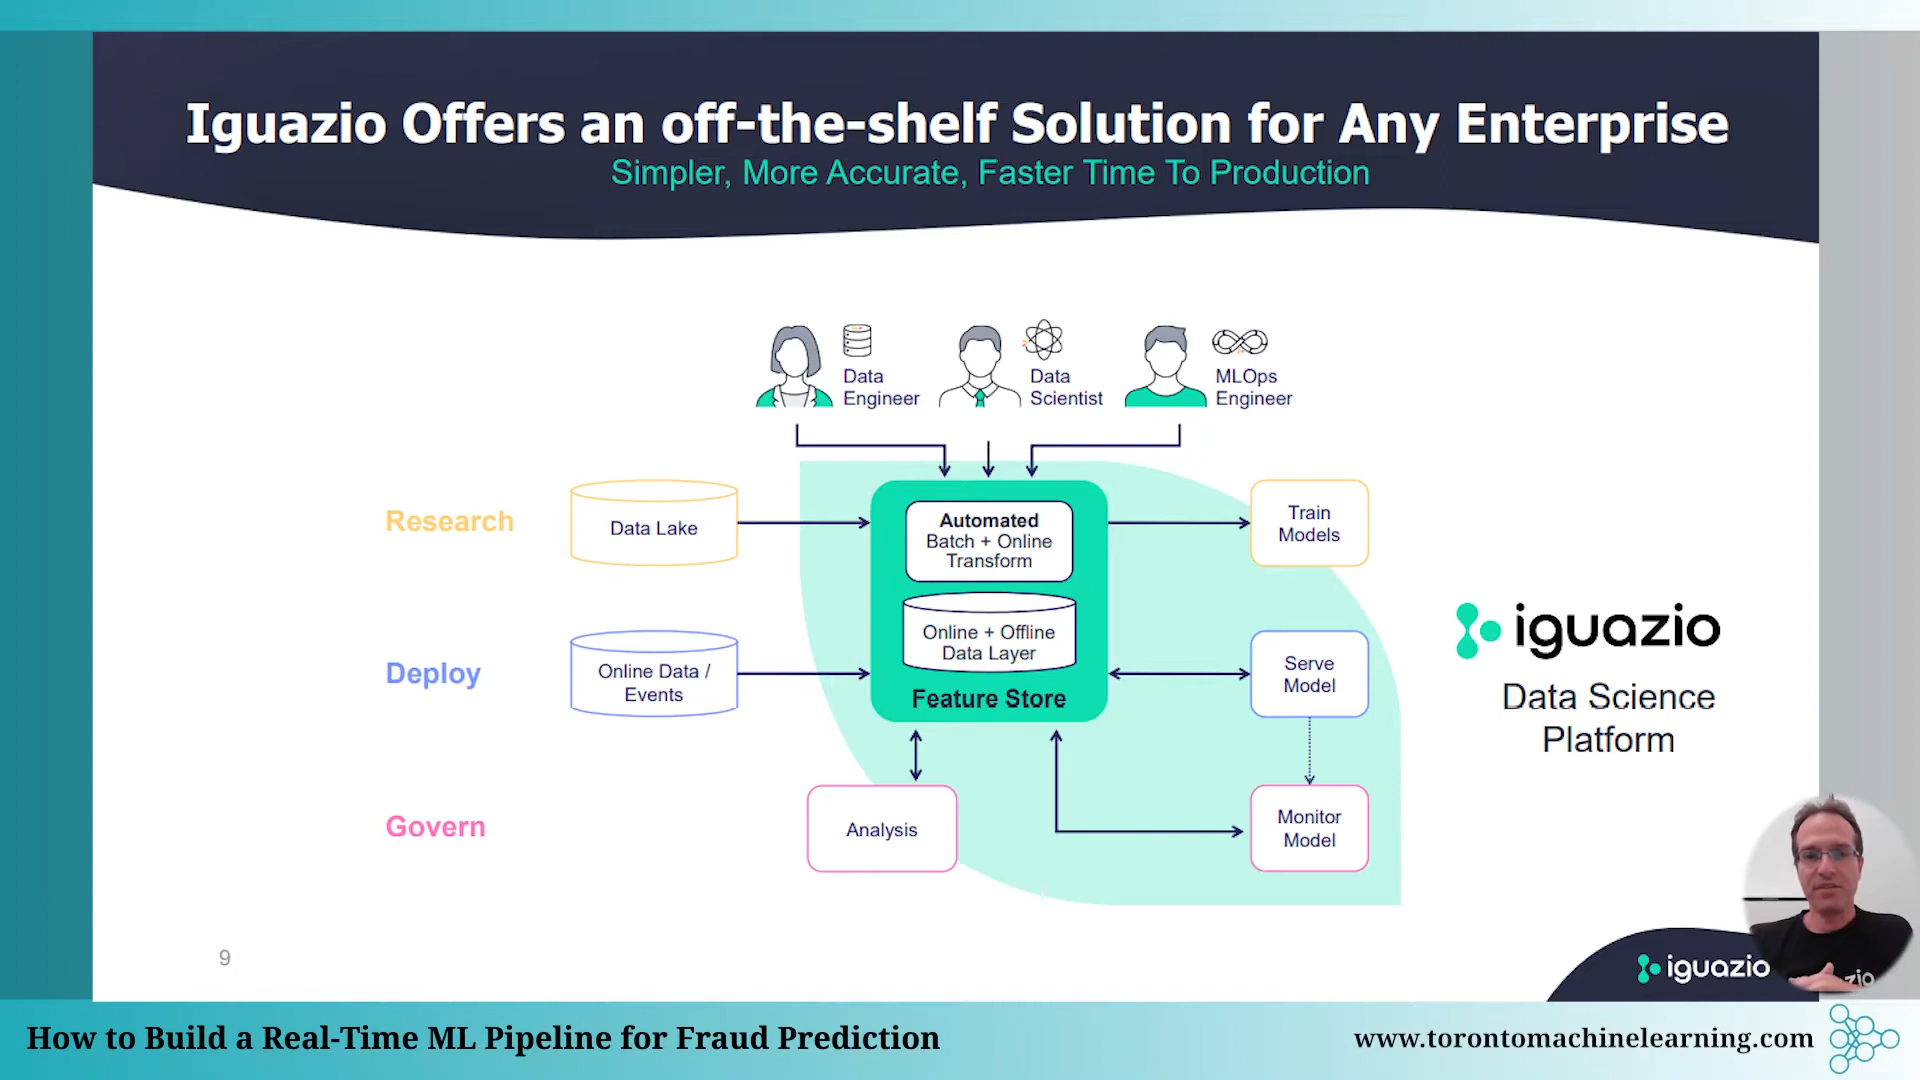 Iguazio Offers an off-the-shelf Solution for Any Enterprise
Simpler, More Accurate, Faster Time To Production
Data
Engineer
Data
Scientist
MLOps
Engineer
Research
Data Lake
Automated
Batch + Online
Transform
Train
Models
Deploy
Online Data /
Events
Online + Offline
Data Layer
Feature Store
Serve
Model
iguazio
Data Science
Platform
Govern
Analysis
Monitor
Model
9
iguazio
zio
How to Build a Real-Time ML Pipeline for Fraud Prediction
www.torontomachinelearning.com